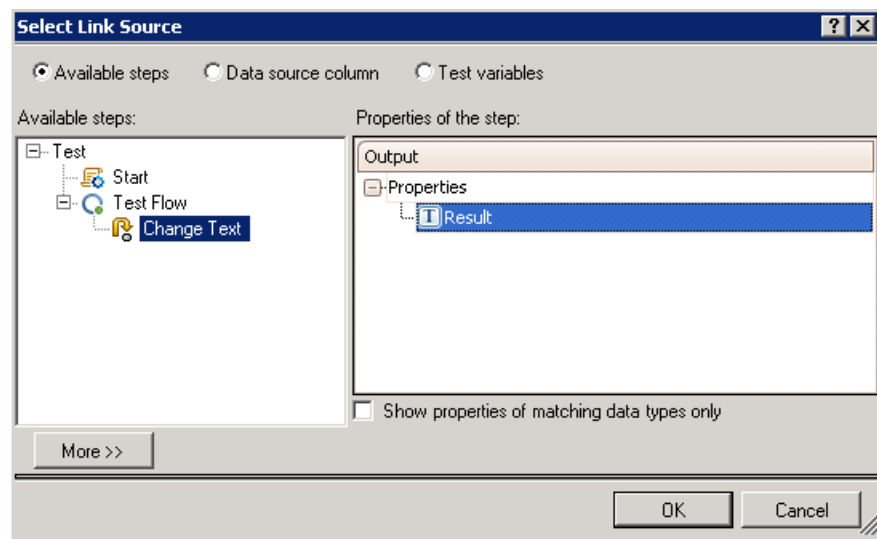 Select Link Source
Available steps Data source column Test variables
Available steps:
Test
Start
Test Flow
Change Text
Properties of the step:
Output
Properties
T Result
Show properties of matching data types only
More >>
OK Cancel